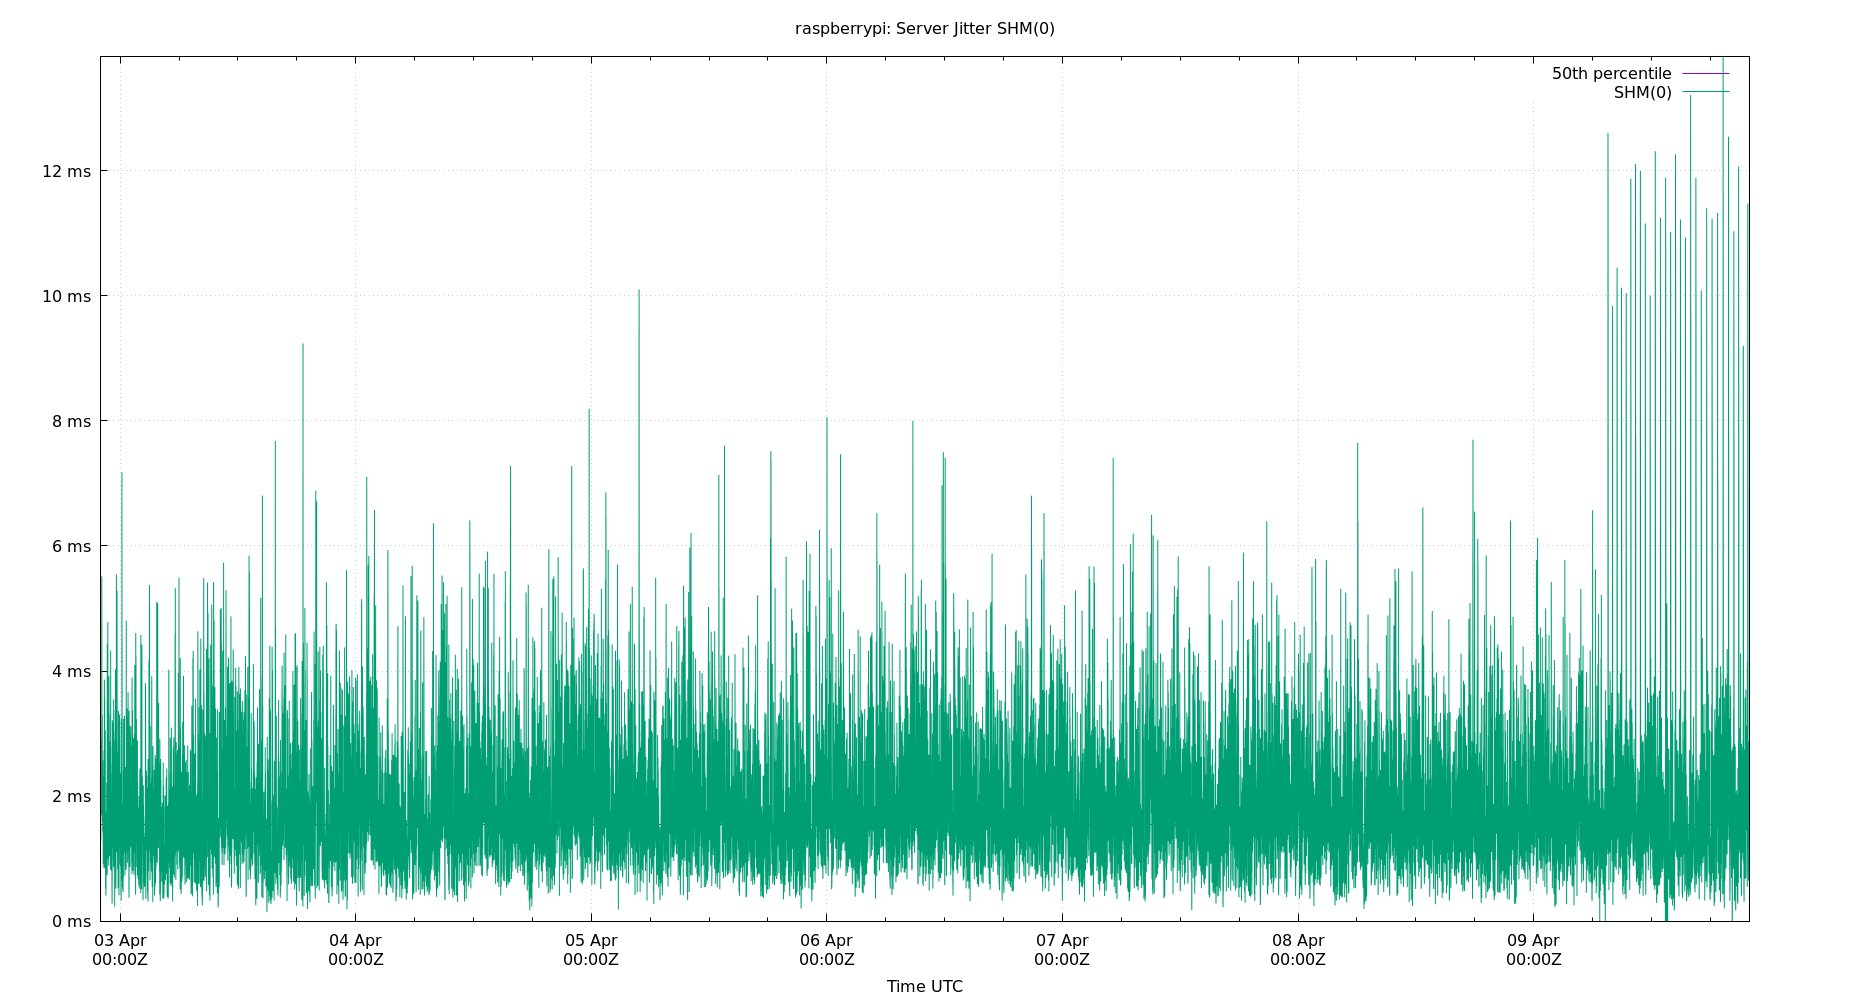 raspberrypi: Server Jitter SHM(0)
50th percentile
SHM(0)
12 ms
10 ms
8 ms
6 ms
4 ms
2 ms
0 ms
03 Apr 04 Apr 05 Apr 06 Apr 07 Apr 08 Apr 09 Apr
00:00Z 00:00Z 00:00Z 00:00Z 00:00Z 00:00Z 00:00Z
Time UTC